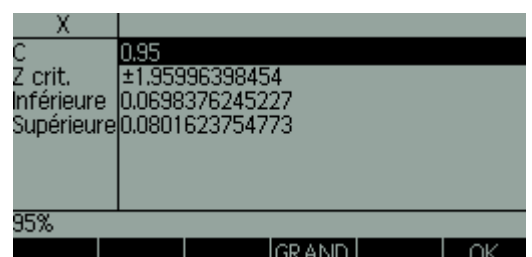 X
C 0.95
Z crit. ±1.95996398454
Inférieure 0.0698376245227
Supérieure 0.0801623754773
95%
GRAND OK